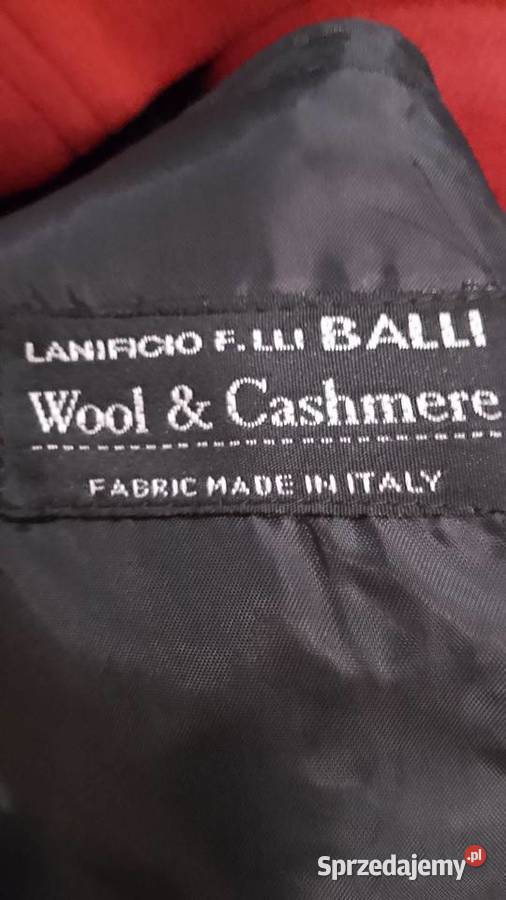 LANIFICIO F.LLI BALLI
Wool & Cashmere
FABRIC MADE IN ITALY
Sprzedajemy.pl